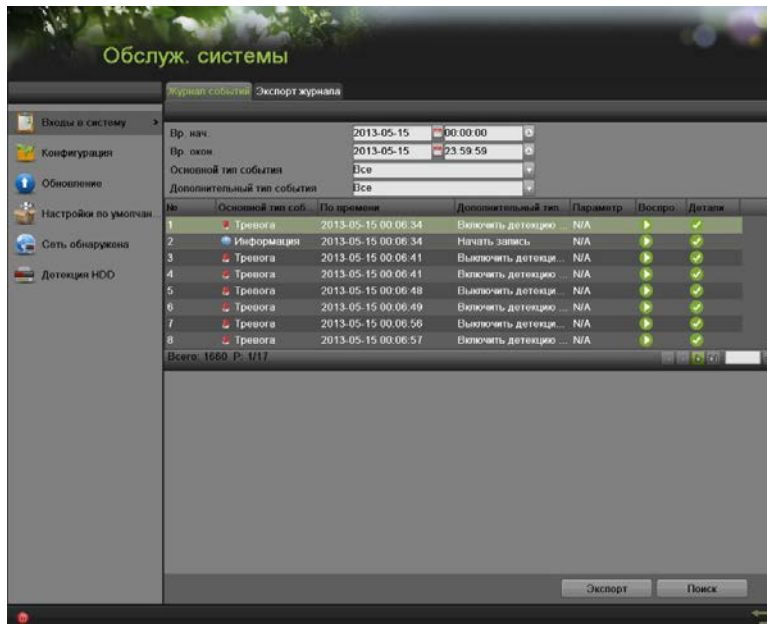 Обслуж. системы
Журнал событий Экспорт журнала
Входы в систему >
Конфигурация
Обновление
Настройки по умолчан...
Сеть обнаружена
Детекция HDD
Вр. нач. 2013-05-15 00:00:00
Вр. окон. 2013-05-15 23:59:59
Основной тип события Все
Дополнительный тип события Все
No Основной тип соб... По времени Дополнительный тип... Параметр Воспро... Детали
1 Тревога 2013-05-15 00:06:34 Включить детекцию ... N/A
2 Информация 2013-05-15 00:06:34 Начать запись N/A
3 Тревога 2013-05-15 00:06:41 Выключить детекци... N/A
4 Тревога 2013-05-15 00:06:41 Включить детекцию ... N/A
5 Тревога 2013-05-15 00:06:48 Выключить детекци... N/A
6 Тревога 2013-05-15 00:06:49 Включить детекцию ... N/A
7 Тревога 2013-05-15 00:06:56 Выключить детекци... N/A
8 Тревога 2013-05-15 00:06:57 Включить детекцию ... N/A
Всего: 1660 P: 1/17
Экспорт Поиск